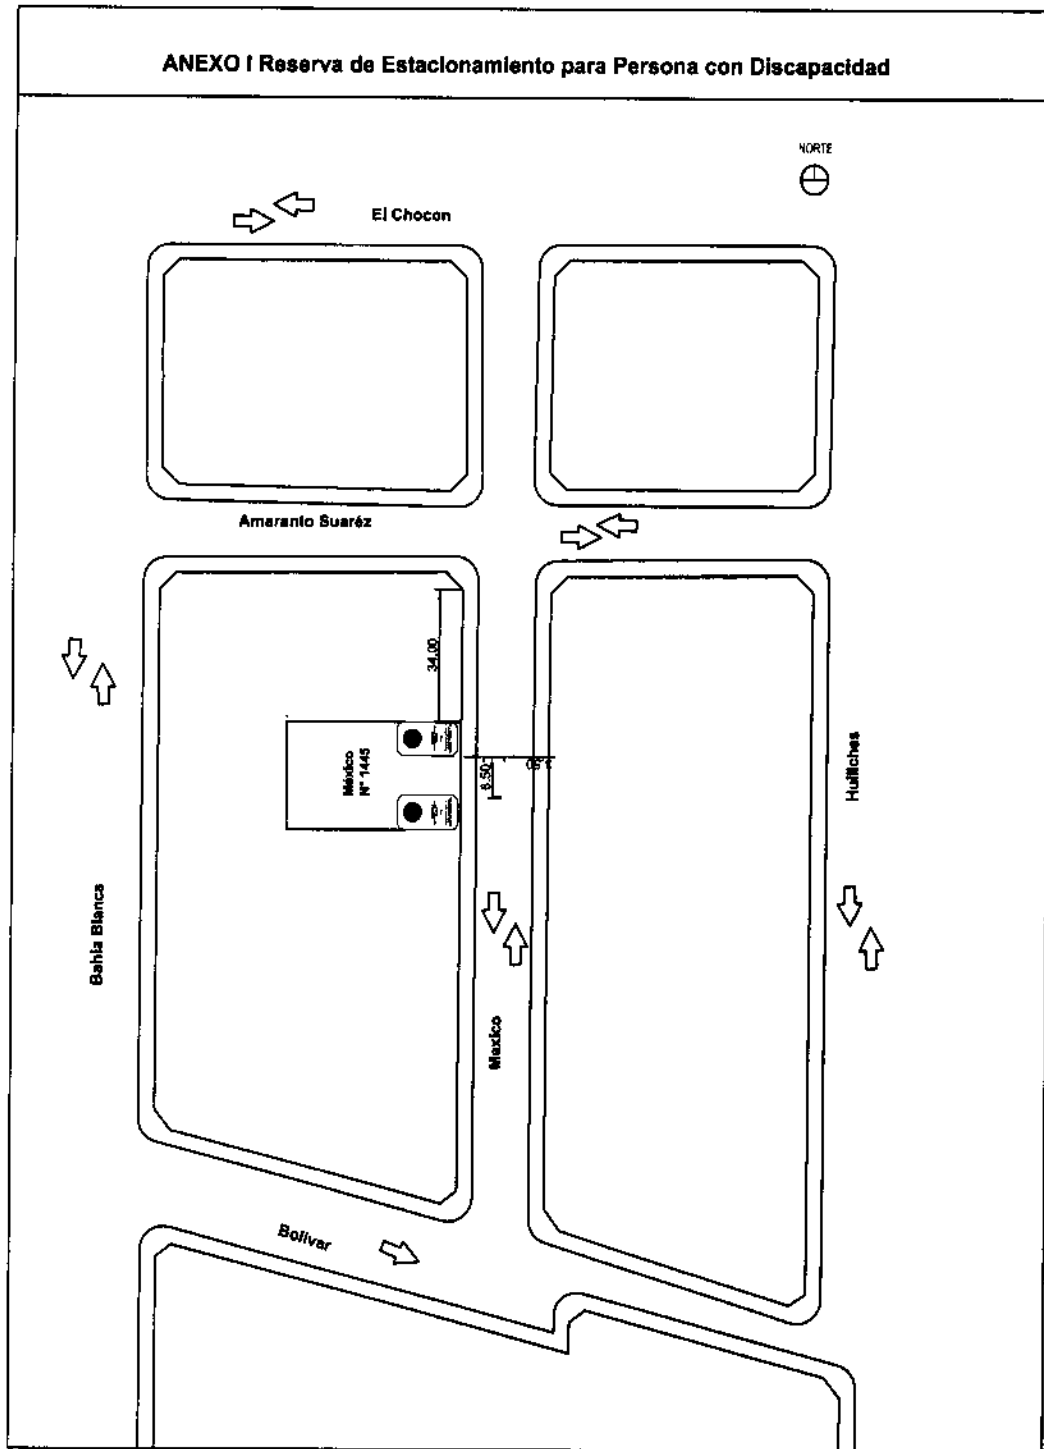 ANEXO I Reserva de Estacionamiento para Persona con Discapacidad
NORTE
El Chocon
Amaranto Suaréz
34.00
México
N° 1445
6.50
Huilliches
Bahia Blanca
Mexico
Bolivar